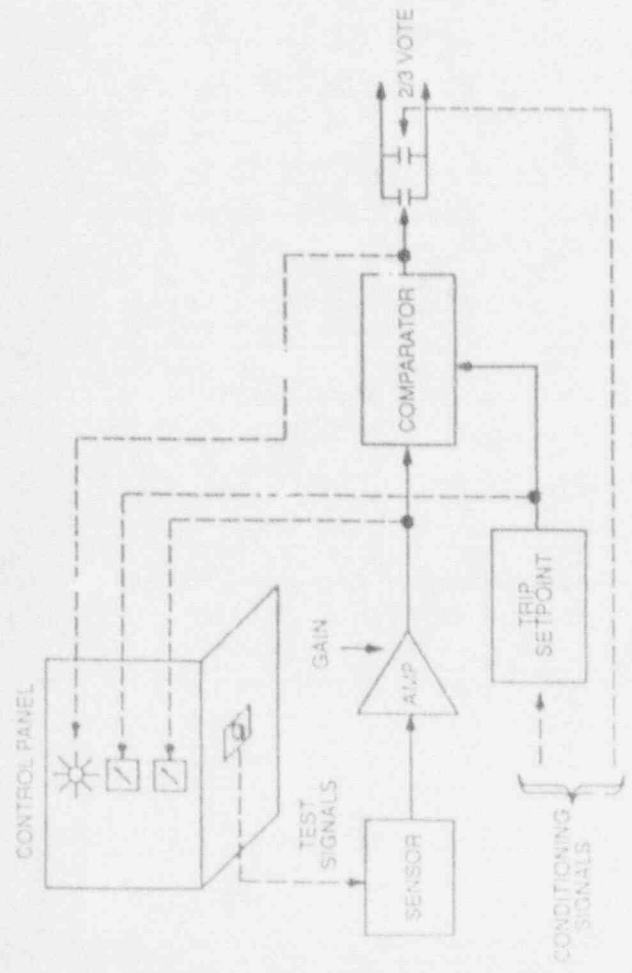 CONTROL PANEL
TEST
SIGNALS
GAIN
SENSOR
AMP
COMPARATOR
2/3 VOTE
TRIP
SETPOINT
CONDITIONING
SIGNALS